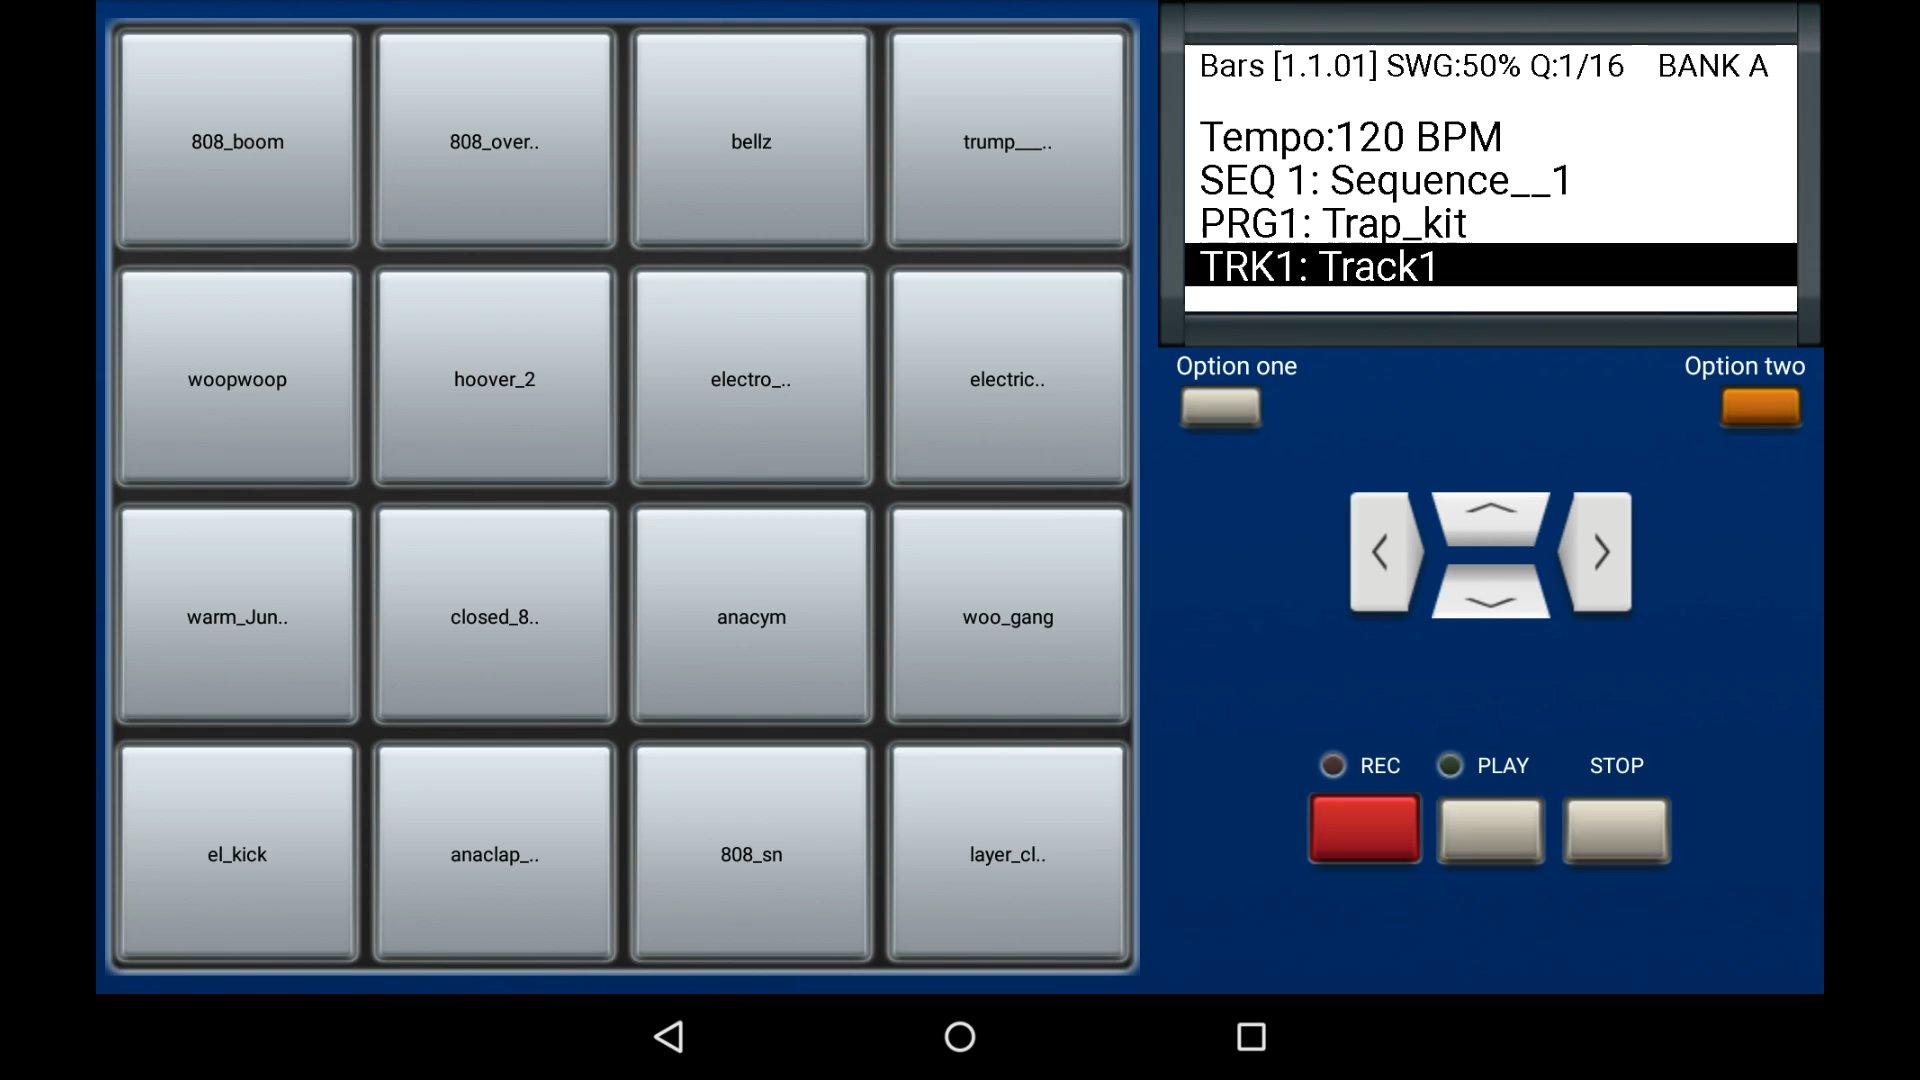 808_boom
808_over..
bellz
trump___..
woopwoop
hoover_2
electro_..
electric..
warm_Jun..
closed_8..
anacym
woo_gang
el_kick
anaclap_..
808_sn
layer_cl..
Bars [1.1.01] SWG:50% Q:1/16 BANK A
Tempo:120 BPM
SEQ 1: Sequence__1
PRG1: Trap_kit
TRK1: Track1
Option one
Option two
REC
PLAY
STOP